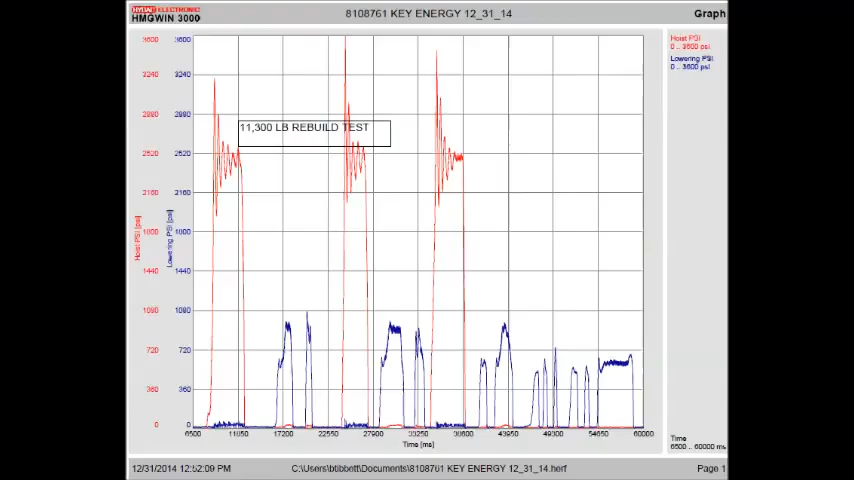 HYDAC ELECTRONIC
HMGWIN 3000
8108761 KEY ENERGY 12_31_14
Graph
Hoist PSI
0 .. 3600 psi
Lowering PSI
0 .. 3600 psi
3600 3600
3240 3240
2880 2880
11,300 LB REBUILD TEST
2520 2520
2160 2160
1800 1800
Hoist PSI [psi]
Lowering PSI [psi]
1440 1440
1080 1080
720 720
360 360
0 0
6500 11850 17200 22550 27900 33250 38600 43950 49300 54650 60000
Time [ms]
Time
6500 .. 60000 ms
12/31/2014 12:52:09 PM
C:\Users\btibbett\Documents\8108761 KEY ENERGY 12_31_14.herf
Page 1